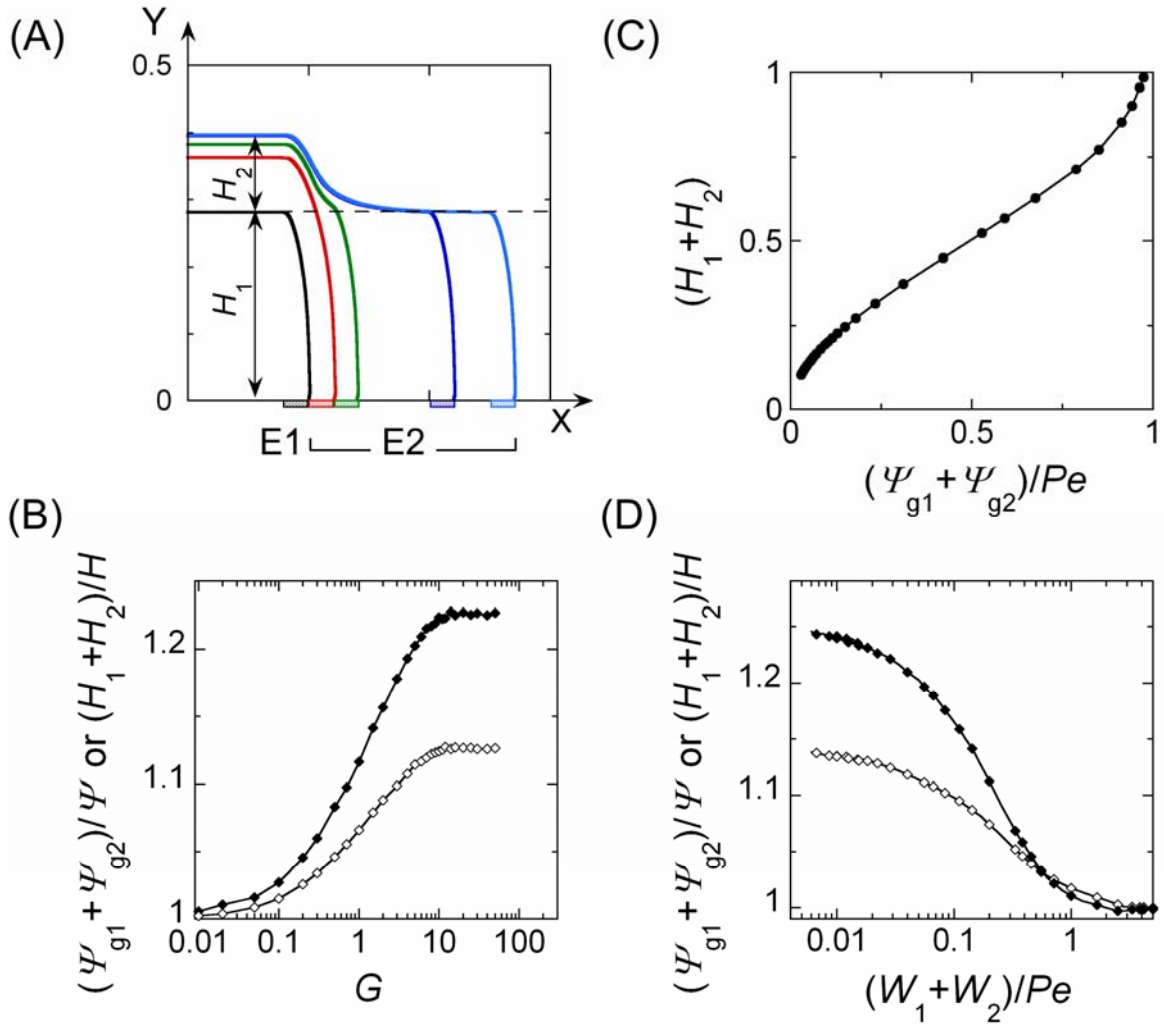 (A)
Y
0.5
H2
H1
0
X
E1 E2
(C)
1
0.5
0
(H1+H2)
0 0.5 1
(Ψg1+Ψg2)/Pe
(B)
(Ψg1+Ψg2)/Ψ or (H1+H2)/H
1.2
1.1
1
0.01 0.1 1 10 100
G
(D)
(Ψg1+Ψg2)/Ψ or (H1+H2)/H
1.2
1.1
1
0.01 0.1 1
(W1+W2)/Pe